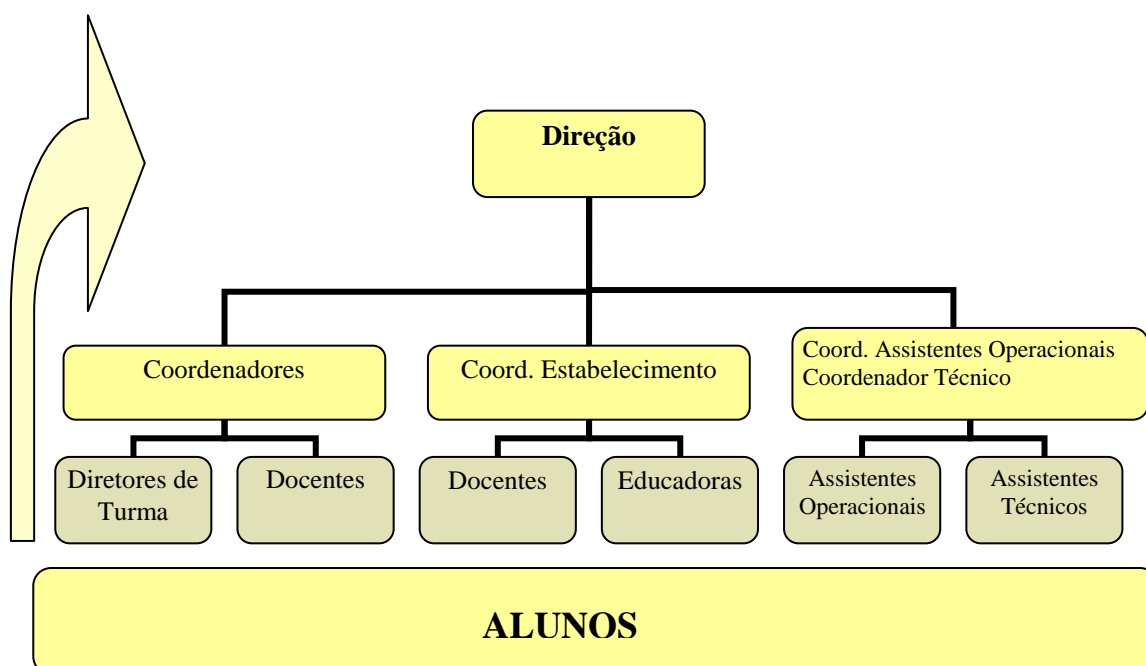 Direção
Coordenadores
Coord. Estabelecimento
Coord. Assistentes Operacionais
Coordenador Técnico
Diretores de
Turma
Docentes
Docentes
Educadoras
Assistentes
Operacionais
Assistentes
Técnicos
ALUNOS